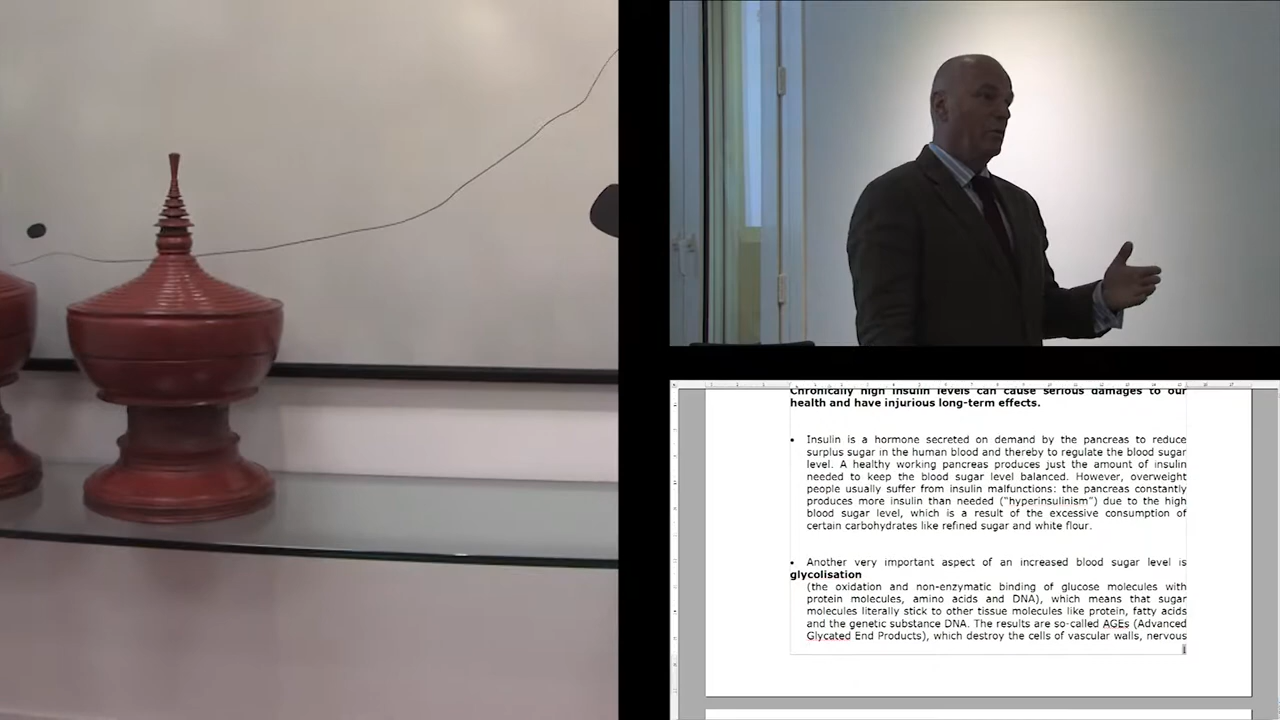 Chronically high insulin levels can cause serious damages to our
health and have injurious long-term effects.
• Insulin is a hormone secreted on demand by the pancreas to reduce
surplus sugar in the human blood and thereby to regulate the blood sugar
level. A healthy working pancreas produces just the amount of insulin
needed to keep the blood sugar level balanced. However, overweight
people usually suffer from insulin malfunctions: the pancreas constantly
produces more insulin than needed (“hyperinsulinism”) due to the high
blood sugar level, which is a result of the excessive consumption of
certain carbohydrates like refined sugar and white flour.
• Another very important aspect of an increased blood sugar level is
glycolisation
(the oxidation and non-enzymatic binding of glucose molecules with
protein molecules, amino acids and DNA), which means that sugar
molecules literally stick to other tissue molecules like protein, fatty acids
and the genetic substance DNA. The results are so-called AGEs (Advanced
Glycated End Products), which destroy the cells of vascular walls, nervous